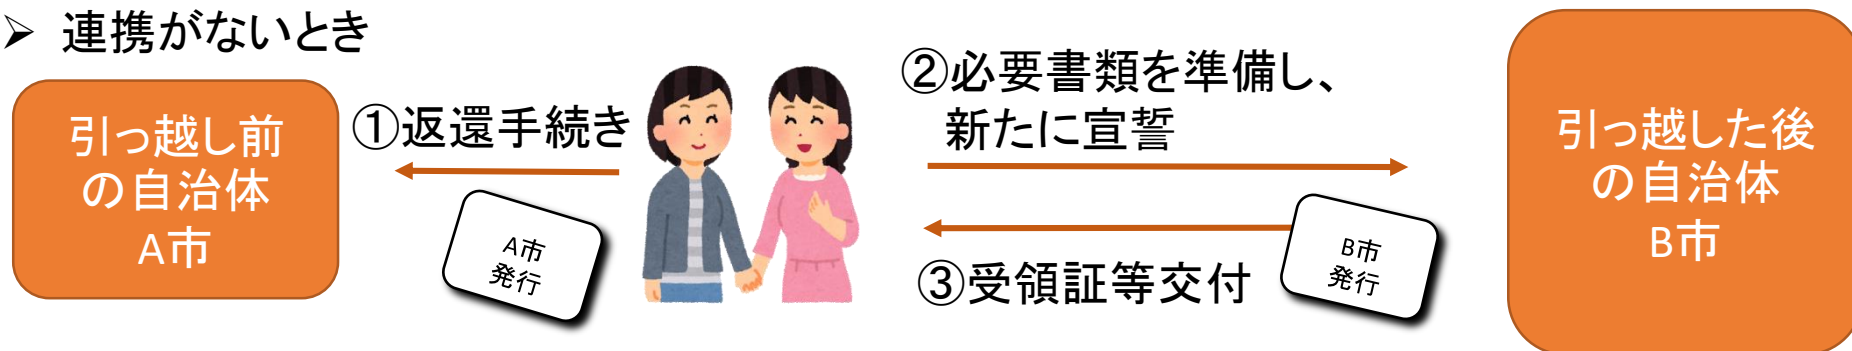 ➢ 連携がないとき
引っ越し前
の自治体
A市
①返還手続き
A市
発行
②必要書類を準備し、
新たに宣誓
③受領証等交付
B市
発行
引っ越した後
の自治体
B市